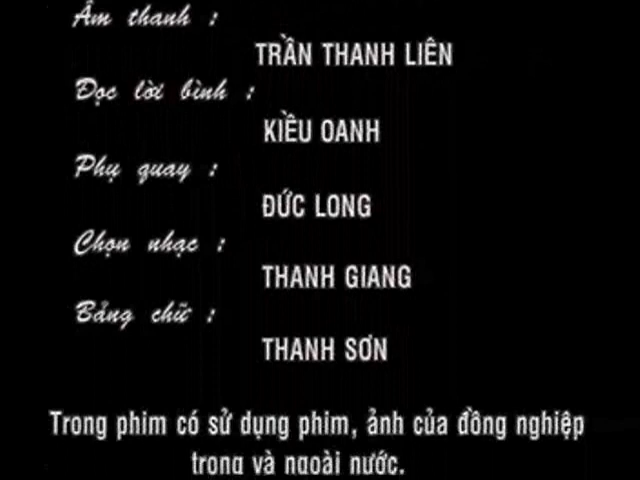 Âm thanh :
TRẦN THANH LIÊN
Đọc lời bình :
KIỀU OANH
Phụ quay :
ĐỨC LONG
Chọn nhạc :
THANH GIANG
Bảng chữ :
THANH SƠN
Trong phim có sử dụng phim, ảnh của đồng nghiệp
trong và ngoài nước.